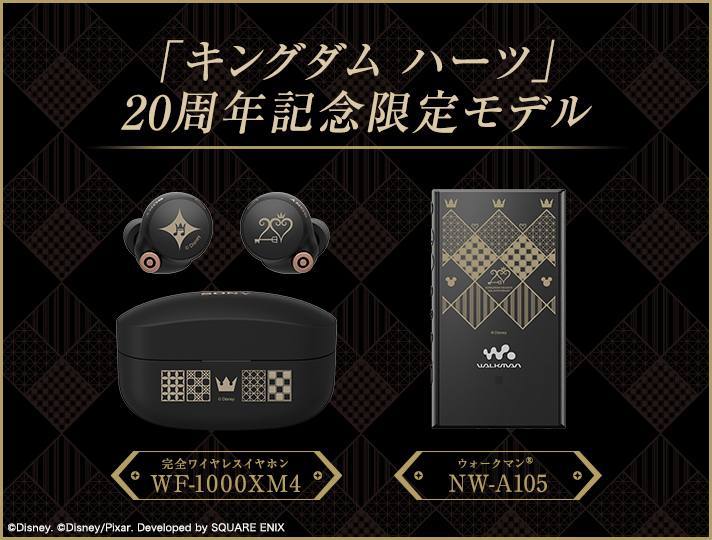 「キングダム ハーツ」
20周年記念限定モデル
© Disney
© Disney
SONY
© Disney
© Disney
WALKMAN
完全ワイヤレスイヤホン
WF-1000XM4
ウォークマン®
NW-A105
©Disney. ©Disney/Pixar. Developed by SQUARE ENIX